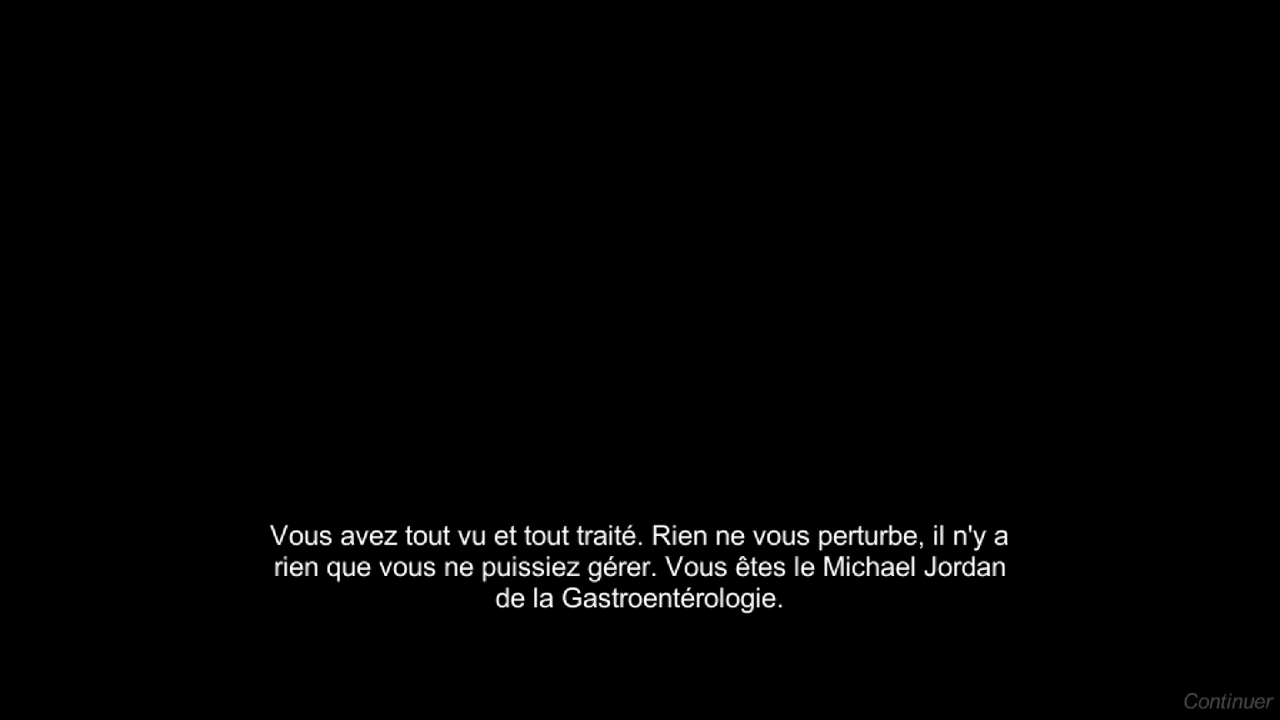 Vous avez tout vu et tout traité. Rien ne vous perturbe, il n'y a
rien que vous ne puissiez gérer. Vous êtes le Michael Jordan
de la Gastroentérologie.
Continuer